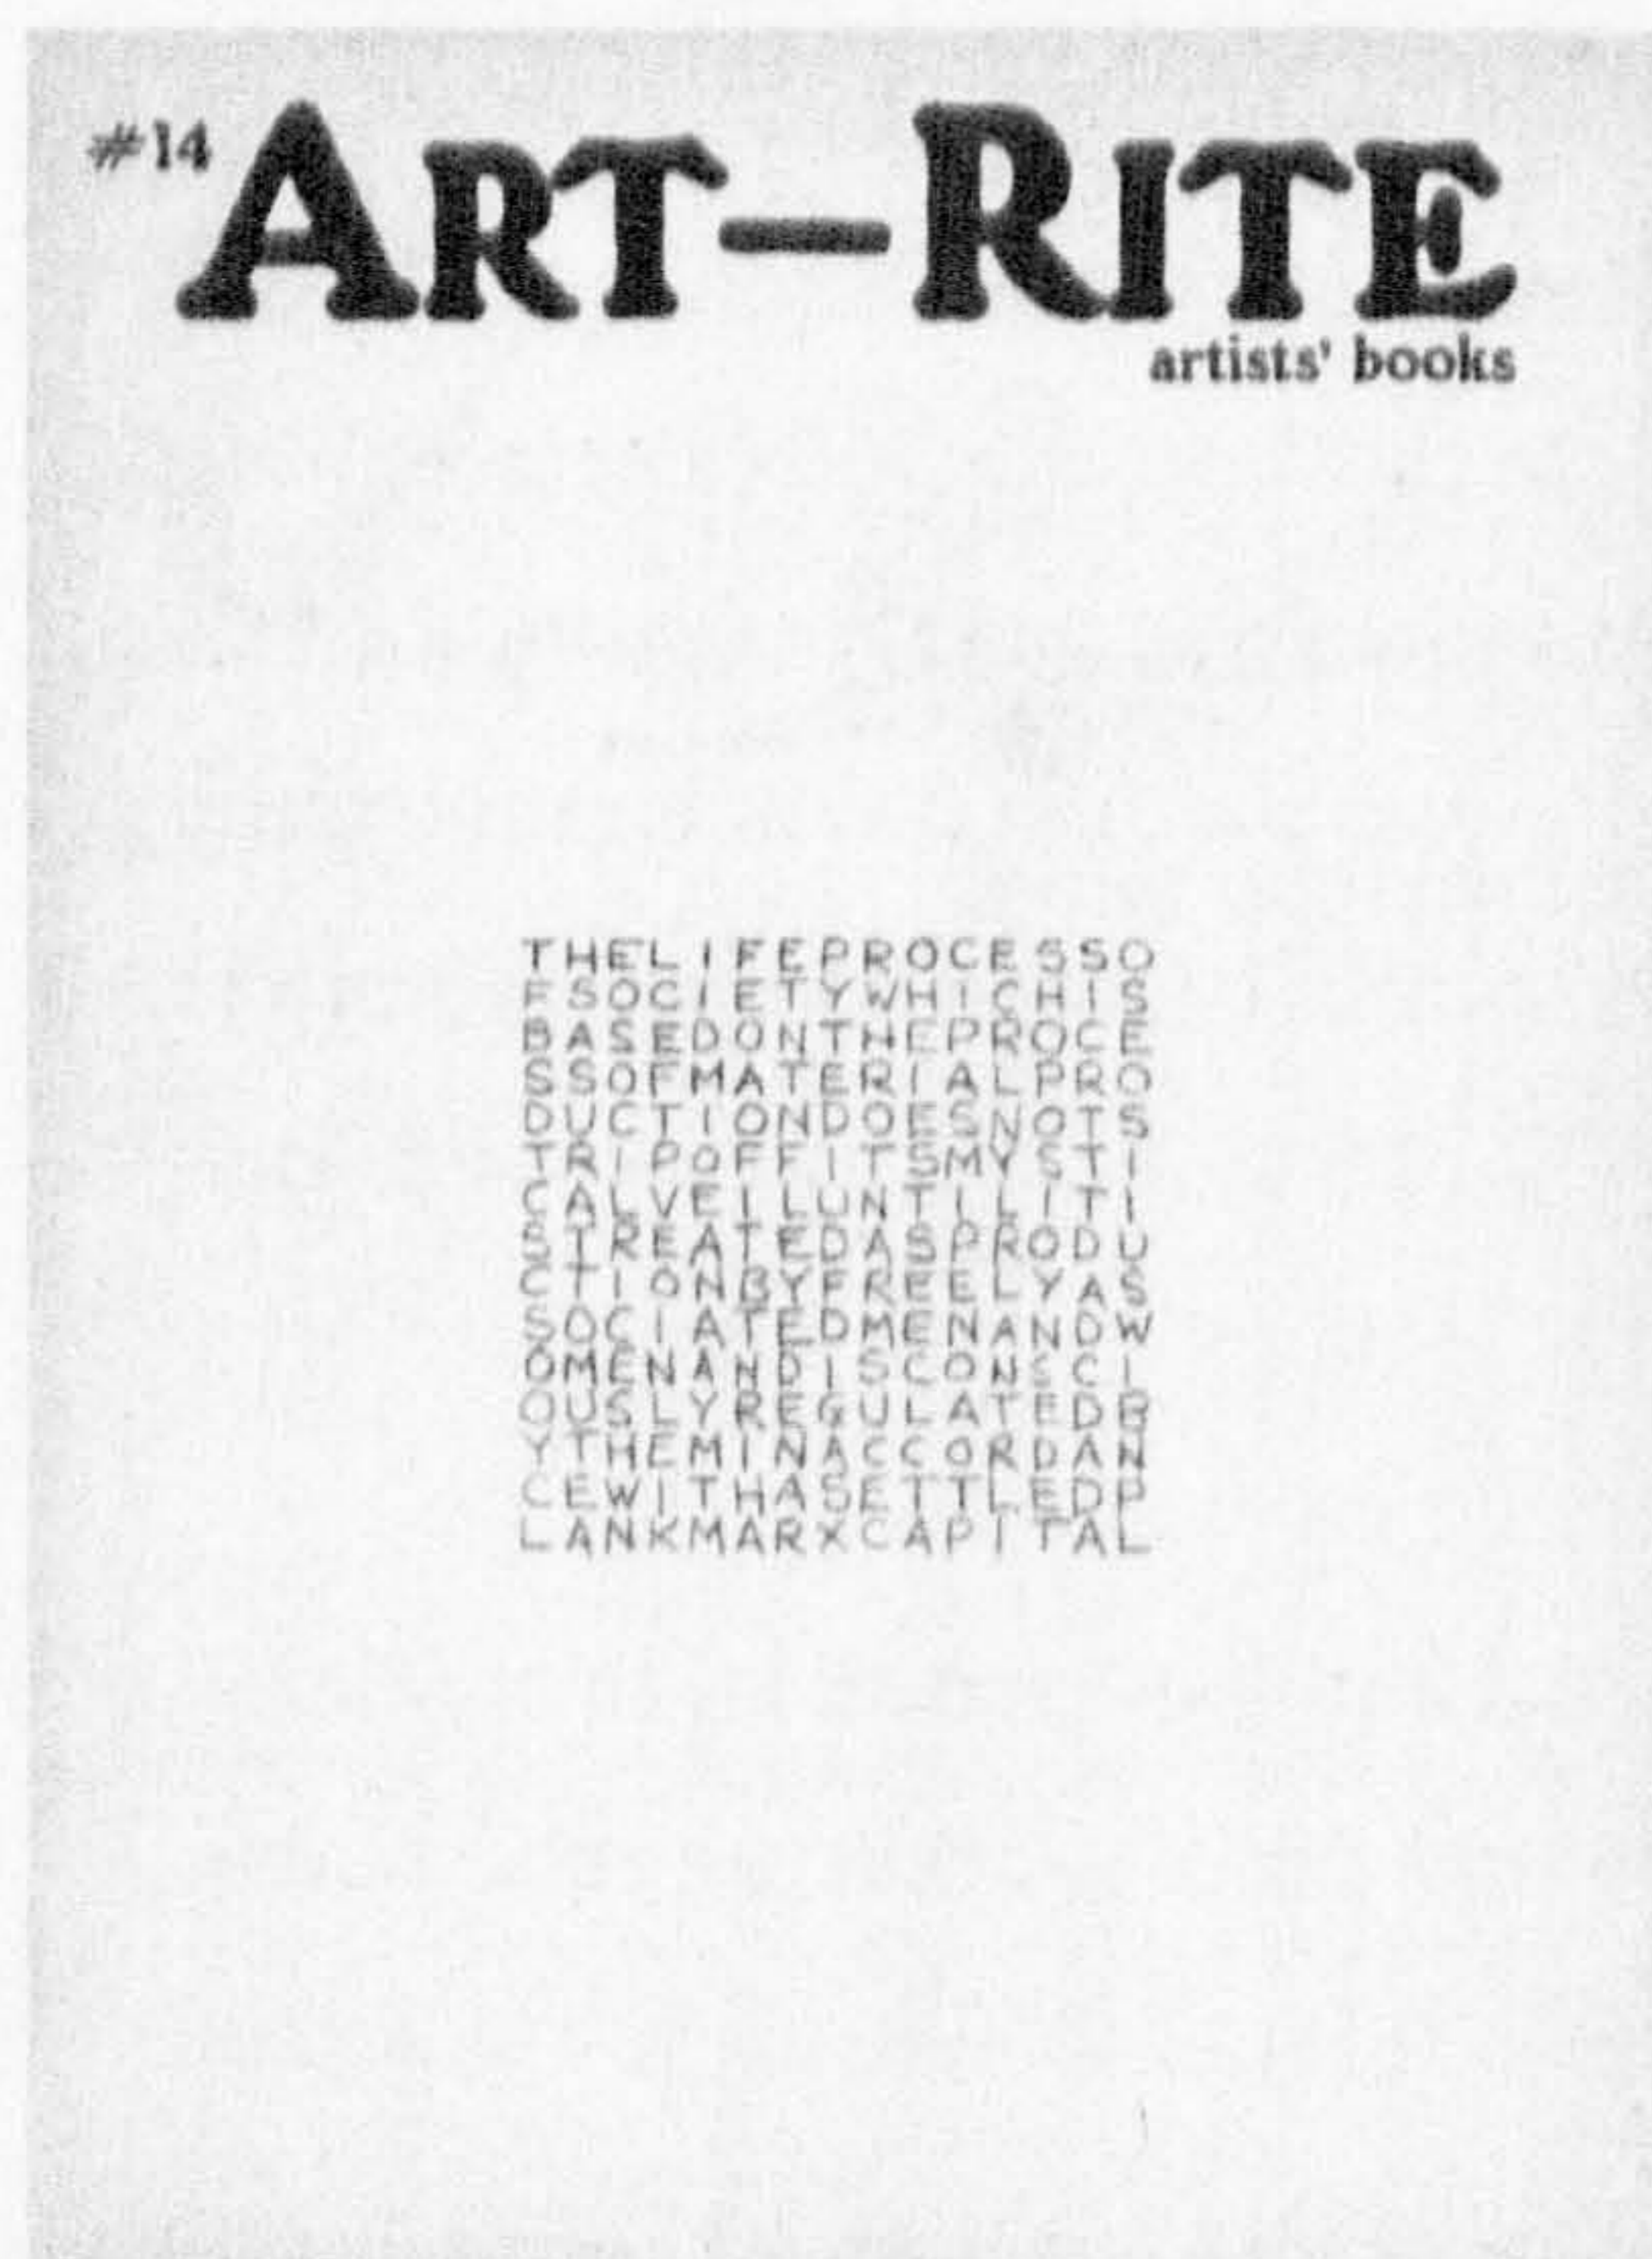 #14 ART-RITE
artists' books
THELIFEPROCESSO
FSOCIETYWHICHIS
BASEDONTHEPROCE
SSOFMATERIALPRO
DUCTIONDOESNOTS
TRIPOFFITSMYSTI
CALVEILUNTILITI
STREATEDASPRODU
CTIONBYFREELYAS
SOCIATEDMENANDW
OMENANDISCONSCI
OUSLYREGULATEDB
YTHEMINACCORDAN
CEWITHASETTLEDP
LANKMARXCAPITAL